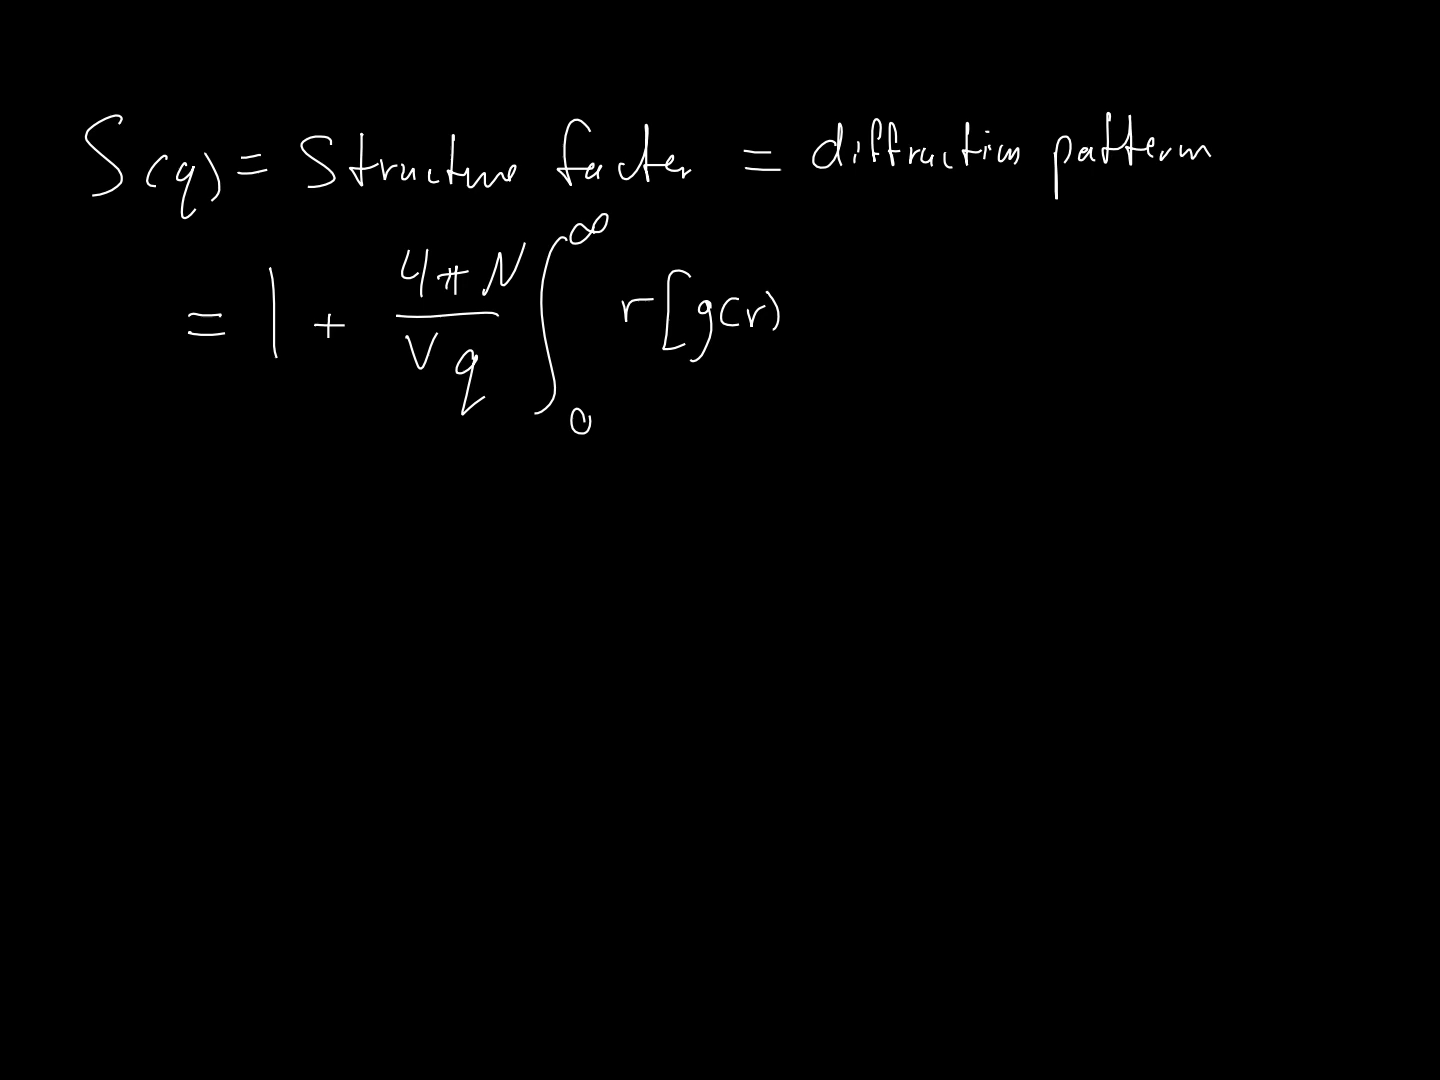 S(q) = Structure factor = diffraction pattern
= 1 + 4πN/Vq ∫₀^∞ r[g(r)